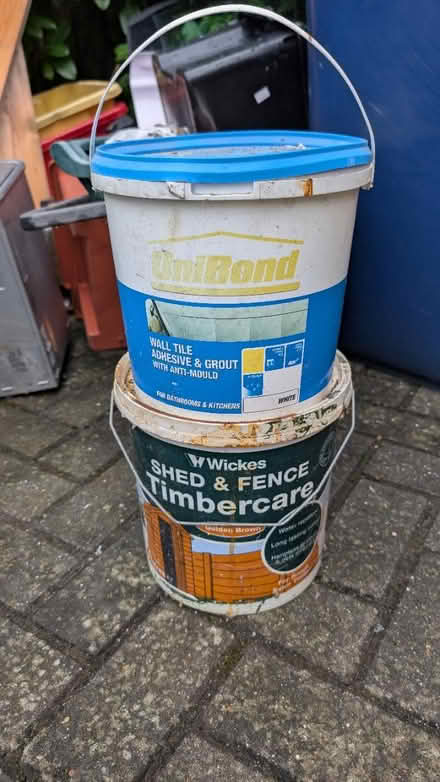 UniBond
WALL TILE
ADHESIVE & GROUT
WITH ANTI-MOULD
FOR BATHROOMS & KITCHENS
WHITE
Wickes
SHED & FENCE
Timbercare
Golden Brown
Water
Long lasting